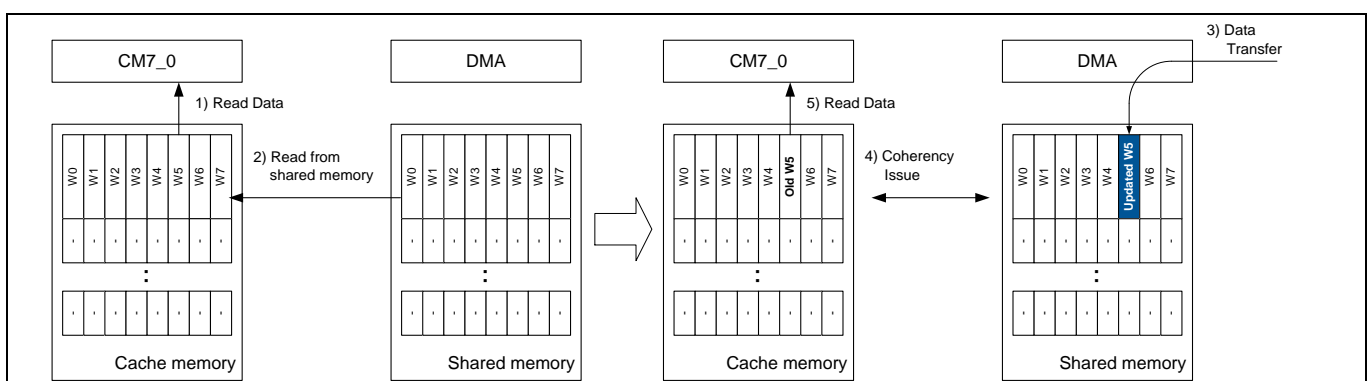 CM7_0
1) Read Data
W0 W1 W2 W3 W4 W5 W6 W7
- - - - - - - -
:
- - - - - - - -
Cache memory
2) Read from
shared memory
DMA
W0 W1 W2 W3 W4 W5 W6 W7
- - - - - - - -
:
- - - - - - - -
Shared memory
CM7_0
5) Read Data
W0 W1 W2 W3 W4 Old W5 W6 W7
- - - - - - - -
:
- - - - - - - -
Cache memory
4) Coherency
Issue
3) Data
Transfer
DMA
W0 W1 W2 W3 W4 Updated W5 W6 W7
- - - - - - - -
:
- - - - - - - -
Shared memory